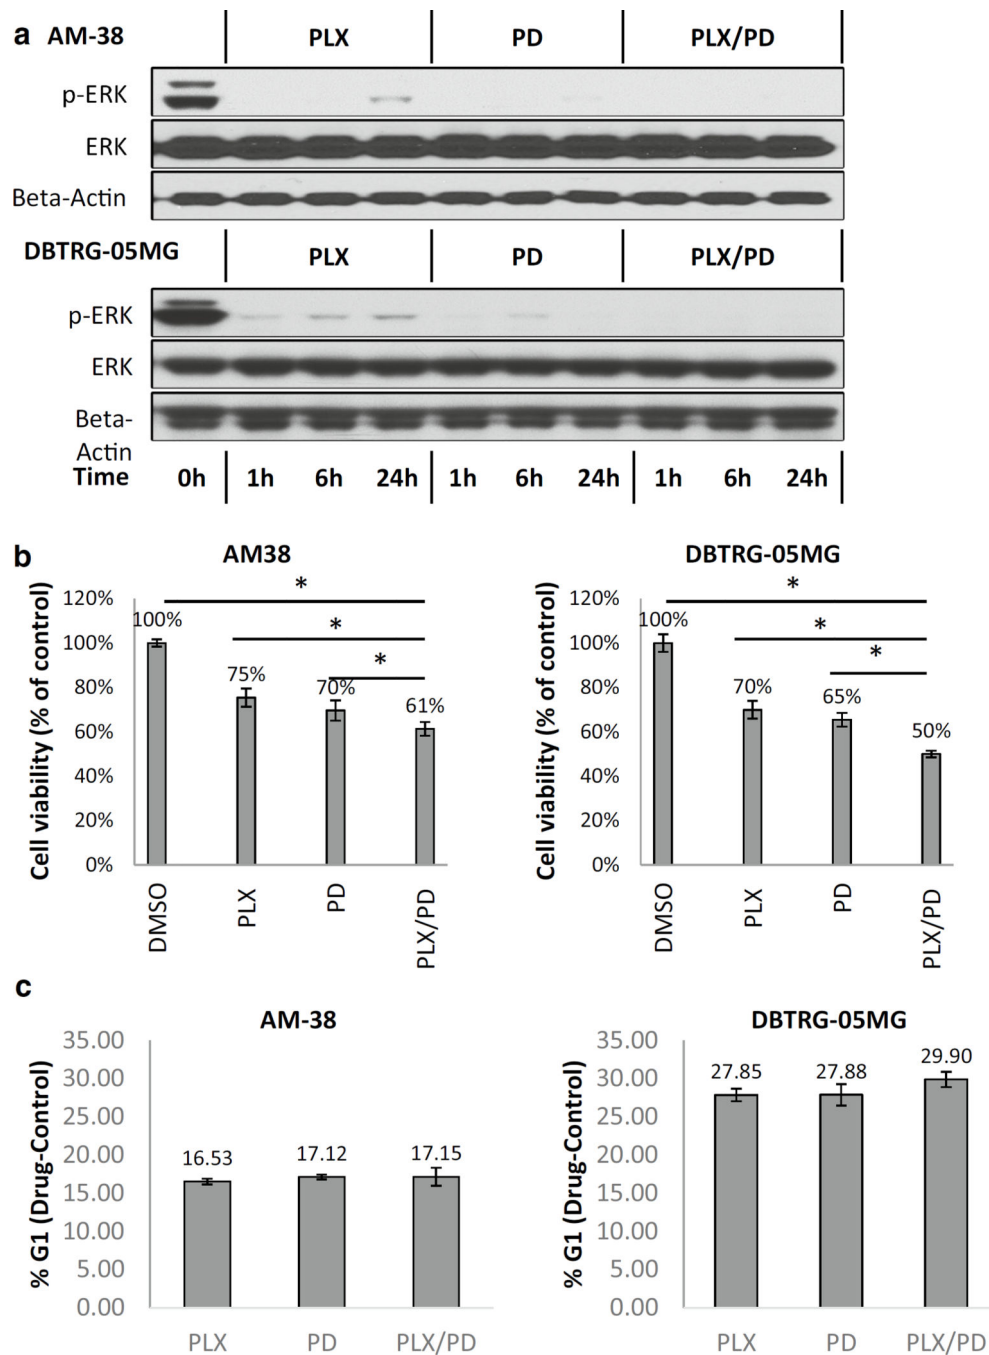 a AM-38 PLX PD PLX/PD
p-ERK
ERK
Beta-Actin
DBTRG-05MG PLX PD PLX/PD
p-ERK
ERK
Beta-
Actin
Time 0h 1h 6h 24h 1h 6h 24h 1h 6h 24h
b
AM38
Cell viability (% of control)
120%
100%
80%
60%
40%
20%
0%
100%
75%
70%
61%
*
*
*
DMSO
PLX
PD
PLX/PD
DBTRG-05MG
Cell viability (% of control)
120%
100%
80%
60%
40%
20%
0%
100%
70%
65%
50%
*
*
*
DMSO
PLX
PD
PLX/PD
c
AM-38
% G1 (Drug-Control)
35.00
30.00
25.00
20.00
15.00
10.00
5.00
0.00
16.53 17.12 17.15
PLX PD PLX/PD
DBTRG-05MG
% G1 (Drug-Control)
35.00
30.00
25.00
20.00
15.00
10.00
5.00
0.00
27.85 27.88 29.90
PLX PD PLX/PD